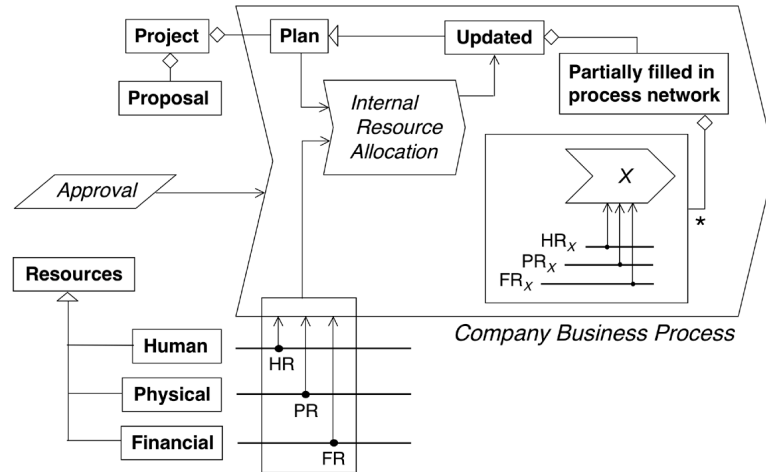 Project
Plan
Updated
Proposal
Partially filled in
process network
Internal
Resource
Allocation
Approval
X
*
HRX
PRX
FRX
Resources
Company Business Process
Human
HR
Physical
PR
Financial
FR